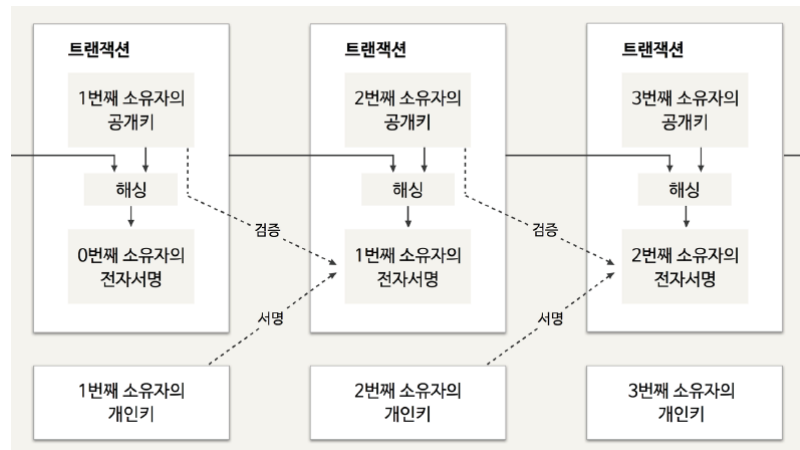 트랜잭션
1번째 소유자의
공개키
해싱
0번째 소유자의
전자서명
트랜잭션
2번째 소유자의
공개키
해싱
1번째 소유자의
전자서명
트랜잭션
3번째 소유자의
공개키
해싱
2번째 소유자의
전자서명
검증
검증
서명
서명
1번째 소유자의
개인키
2번째 소유자의
개인키
3번째 소유자의
개인키